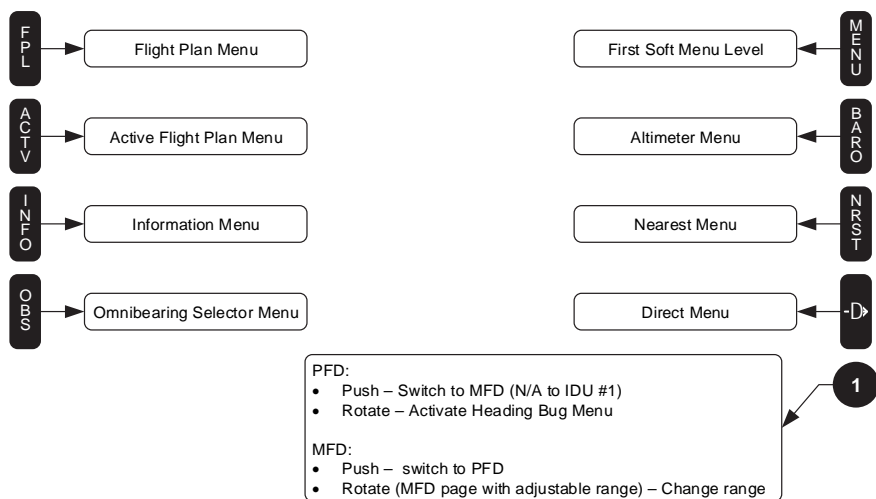 FPL
Flight Plan Menu
First Soft Menu Level
MENU
ACTV
Active Flight Plan Menu
Altimeter Menu
BARO
INFO
Information Menu
Nearest Menu
NRST
OBS
Omnibearing Selector Menu
Direct Menu
-D>
PFD:
• Push – Switch to MFD (N/A to IDU #1)
• Rotate – Activate Heading Bug Menu
MFD:
• Push – switch to PFD
• Rotate (MFD page with adjustable range) – Change range
1